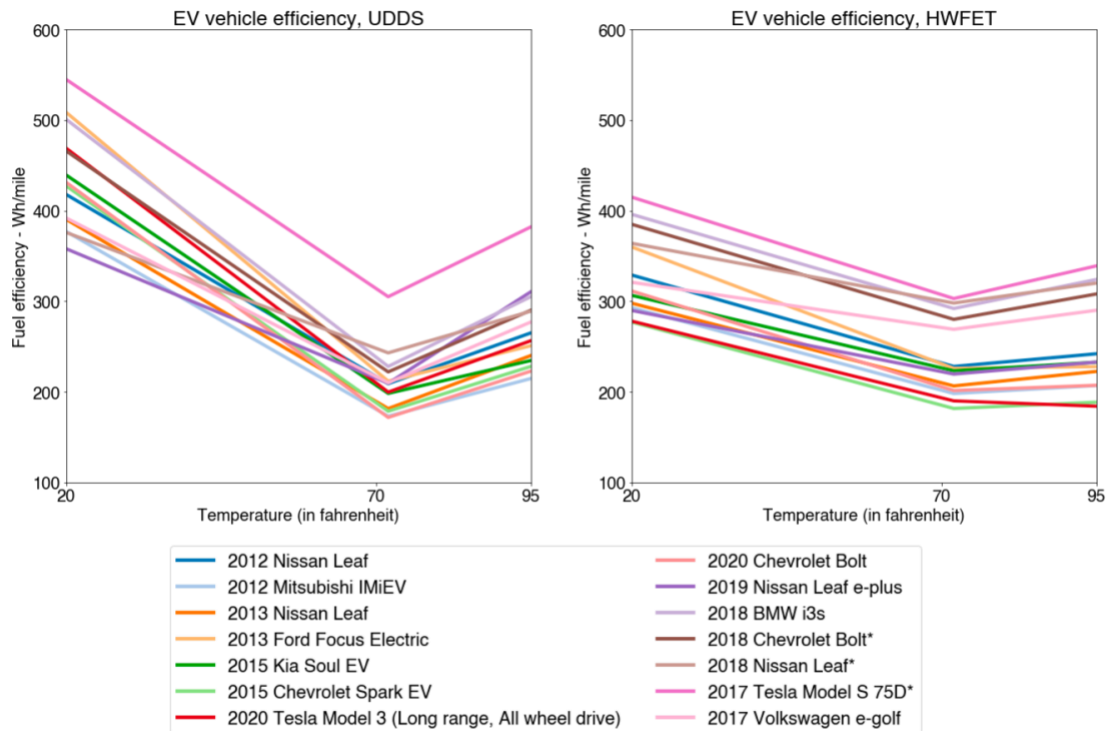 EV vehicle efficiency, UDDS
600
500
400
300
200
100
Fuel efficiency - Wh/mile
20
70
95
Temperature (in fahrenheit)
EV vehicle efficiency, HWFET
600
500
400
300
200
100
Fuel efficiency - Wh/mile
20
70
95
Temperature (in fahrenheit)
2012 Nissan Leaf
2012 Mitsubishi IMiEV
2013 Nissan Leaf
2013 Ford Focus Electric
2015 Kia Soul EV
2015 Chevrolet Spark EV
2020 Tesla Model 3 (Long range, All wheel drive)
2020 Chevrolet Bolt
2019 Nissan Leaf e-plus
2018 BMW i3s
2018 Chevrolet Bolt*
2018 Nissan Leaf*
2017 Tesla Model S 75D*
2017 Volkswagen e-golf